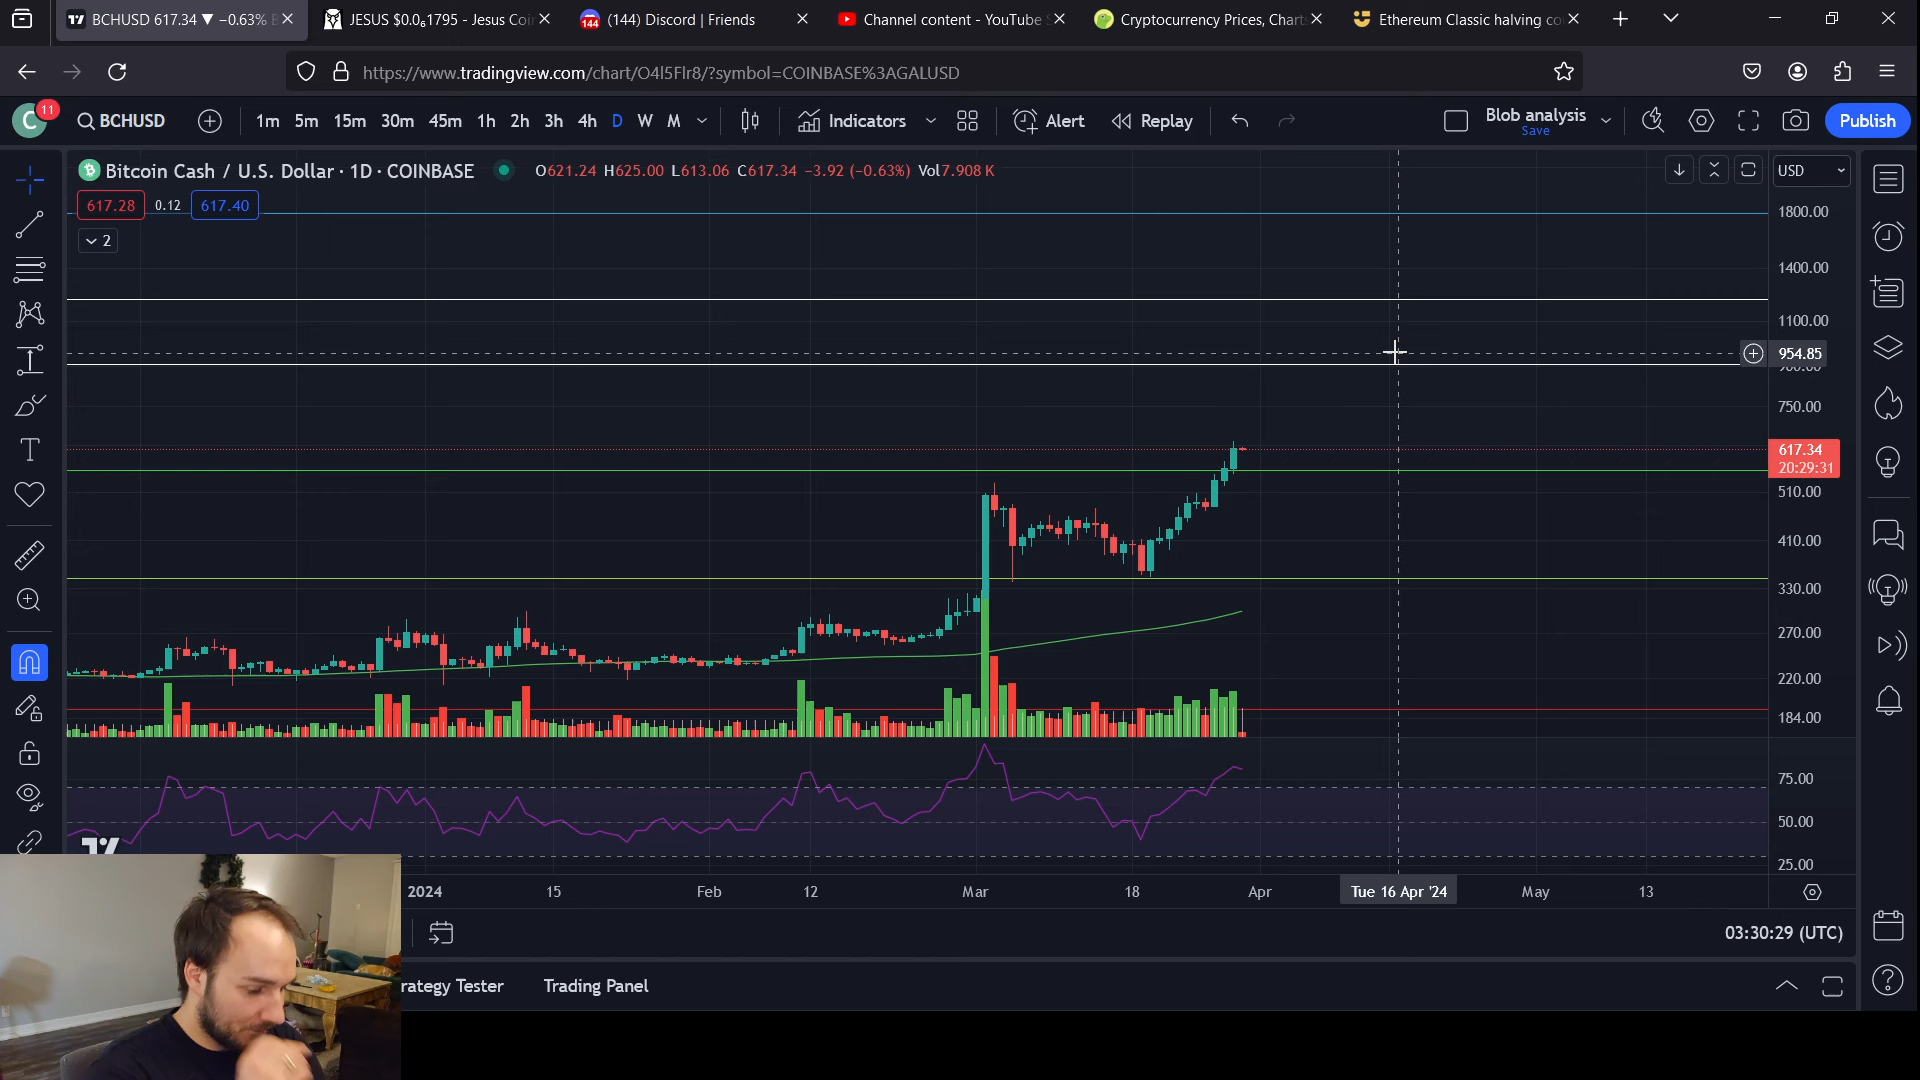 BCHUSD 617.34 ▼ −0.63%
JESUS $0.0₆1795 - Jesus Coi
(144) Discord | Friends
Channel content - YouTube
Cryptocurrency Prices, Chart
Ethereum Classic halving co
144
https://www.tradingview.com/chart/O4l5Flr8/?symbol=COINBASE%3AGALUSD
C
11
BCHUSD
1m 5m 15m 30m 45m 1h 2h 3h 4h D W M
Indicators
Alert
Replay
Blob analysis
Save
Publish
Bitcoin Cash / U.S. Dollar · 1D · COINBASE
O621.24 H625.00 L613.06 C617.34 −3.92 (−0.63%) Vol7.908 K
USD
617.28 0.12 617.40
2
1800.00
1400.00
1100.00
954.85
900.00
750.00
617.34
20:29:31
510.00
410.00
330.00
270.00
220.00
184.00
75.00
50.00
25.00
2024 15 Feb 12 Mar 18 Apr Tue 16 Apr '24 May 13
03:30:29 (UTC)
rategy Tester
Trading Panel